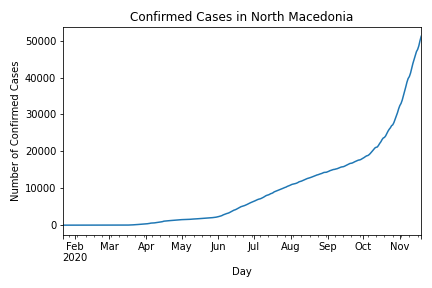 Confirmed Cases in North Macedonia
Number of Confirmed Cases
50000
40000
30000
20000
10000
0
Feb Mar Apr May Jun Jul Aug Sep Oct Nov
2020
Day